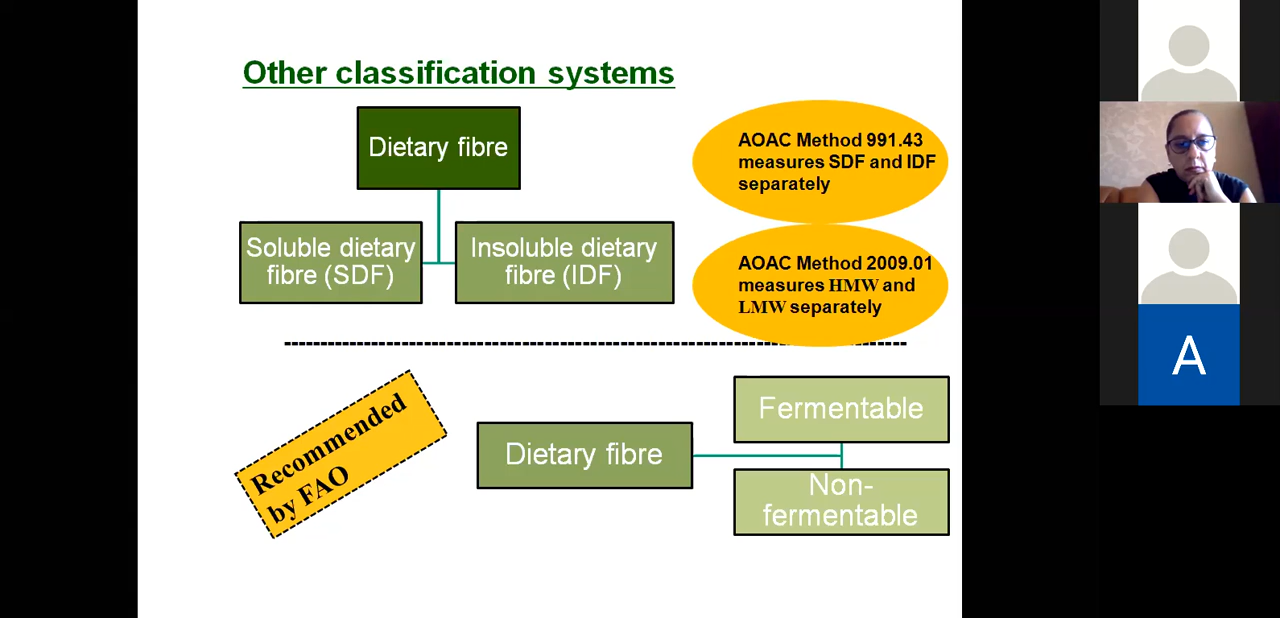 Other classification systems
Dietary fibre
Soluble dietary
fibre (SDF)
Insoluble dietary
fibre (IDF)
AOAC Method 991.43
measures SDF and IDF
separately
AOAC Method 2009.01
measures HMW and
LMW separately
Recommended
by FAO
Dietary fibre
Fermentable
Non-
fermentable
A